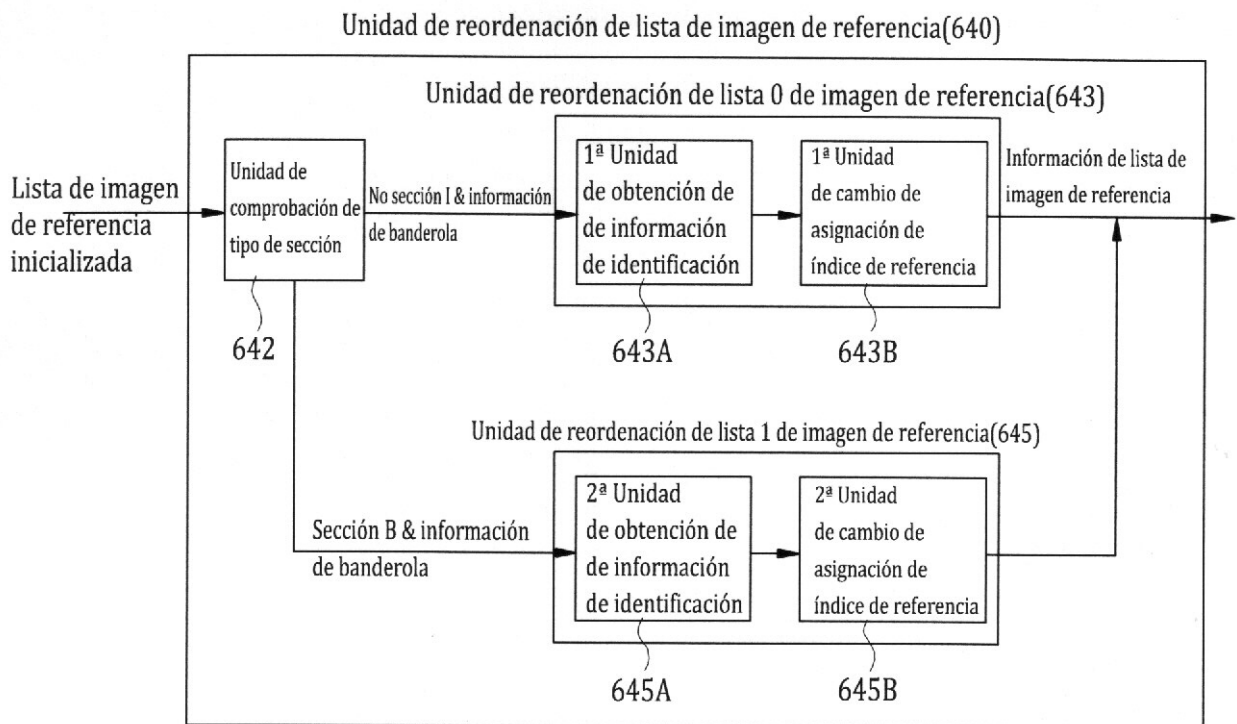 Unidad de reordenación de lista de imagen de referencia(640)
Unidad de reordenación de lista 0 de imagen de referencia(643)
Lista de imagen
de referencia
inicializada
Unidad de
comprobación de
tipo de sección
642
No sección I & información
de banderola
1ª Unidad
de obtención de
de información
de identificación
643A
1ª Unidad
de cambio de
asignación de
índice de referencia
643B
Información de lista de
imagen de referencia
Unidad de reordenación de lista 1 de imagen de referencia(645)
Sección B & información
de banderola
2ª Unidad
de obtención de
de información
de identificación
645A
2ª Unidad
de cambio de
asignación de
índice de referencia
645B